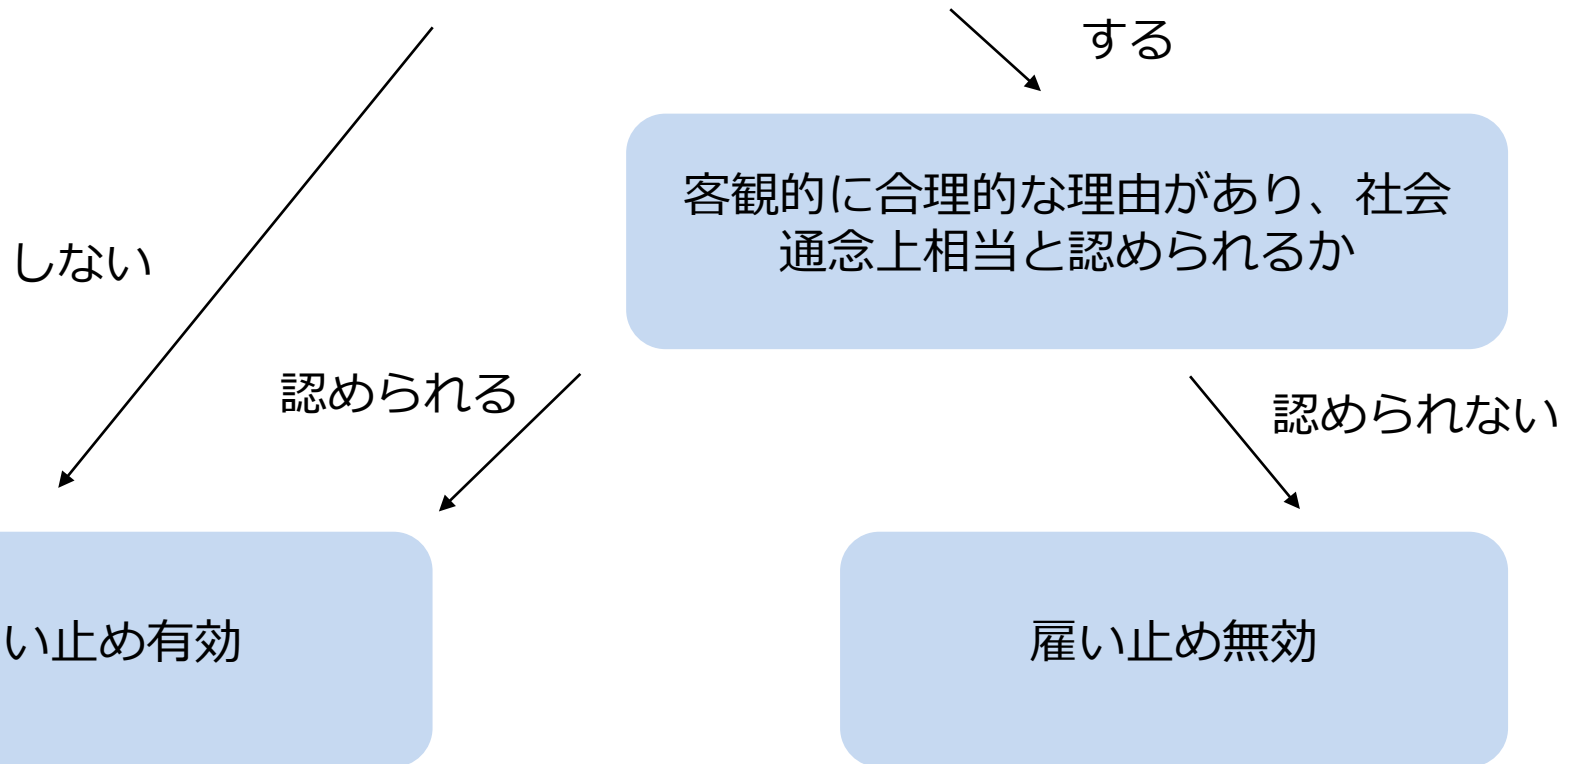 する
客観的に合理的な理由があり、社会
通念上相当と認められるか
しない
認められる
認められない
い止め有効
雇い止め無効